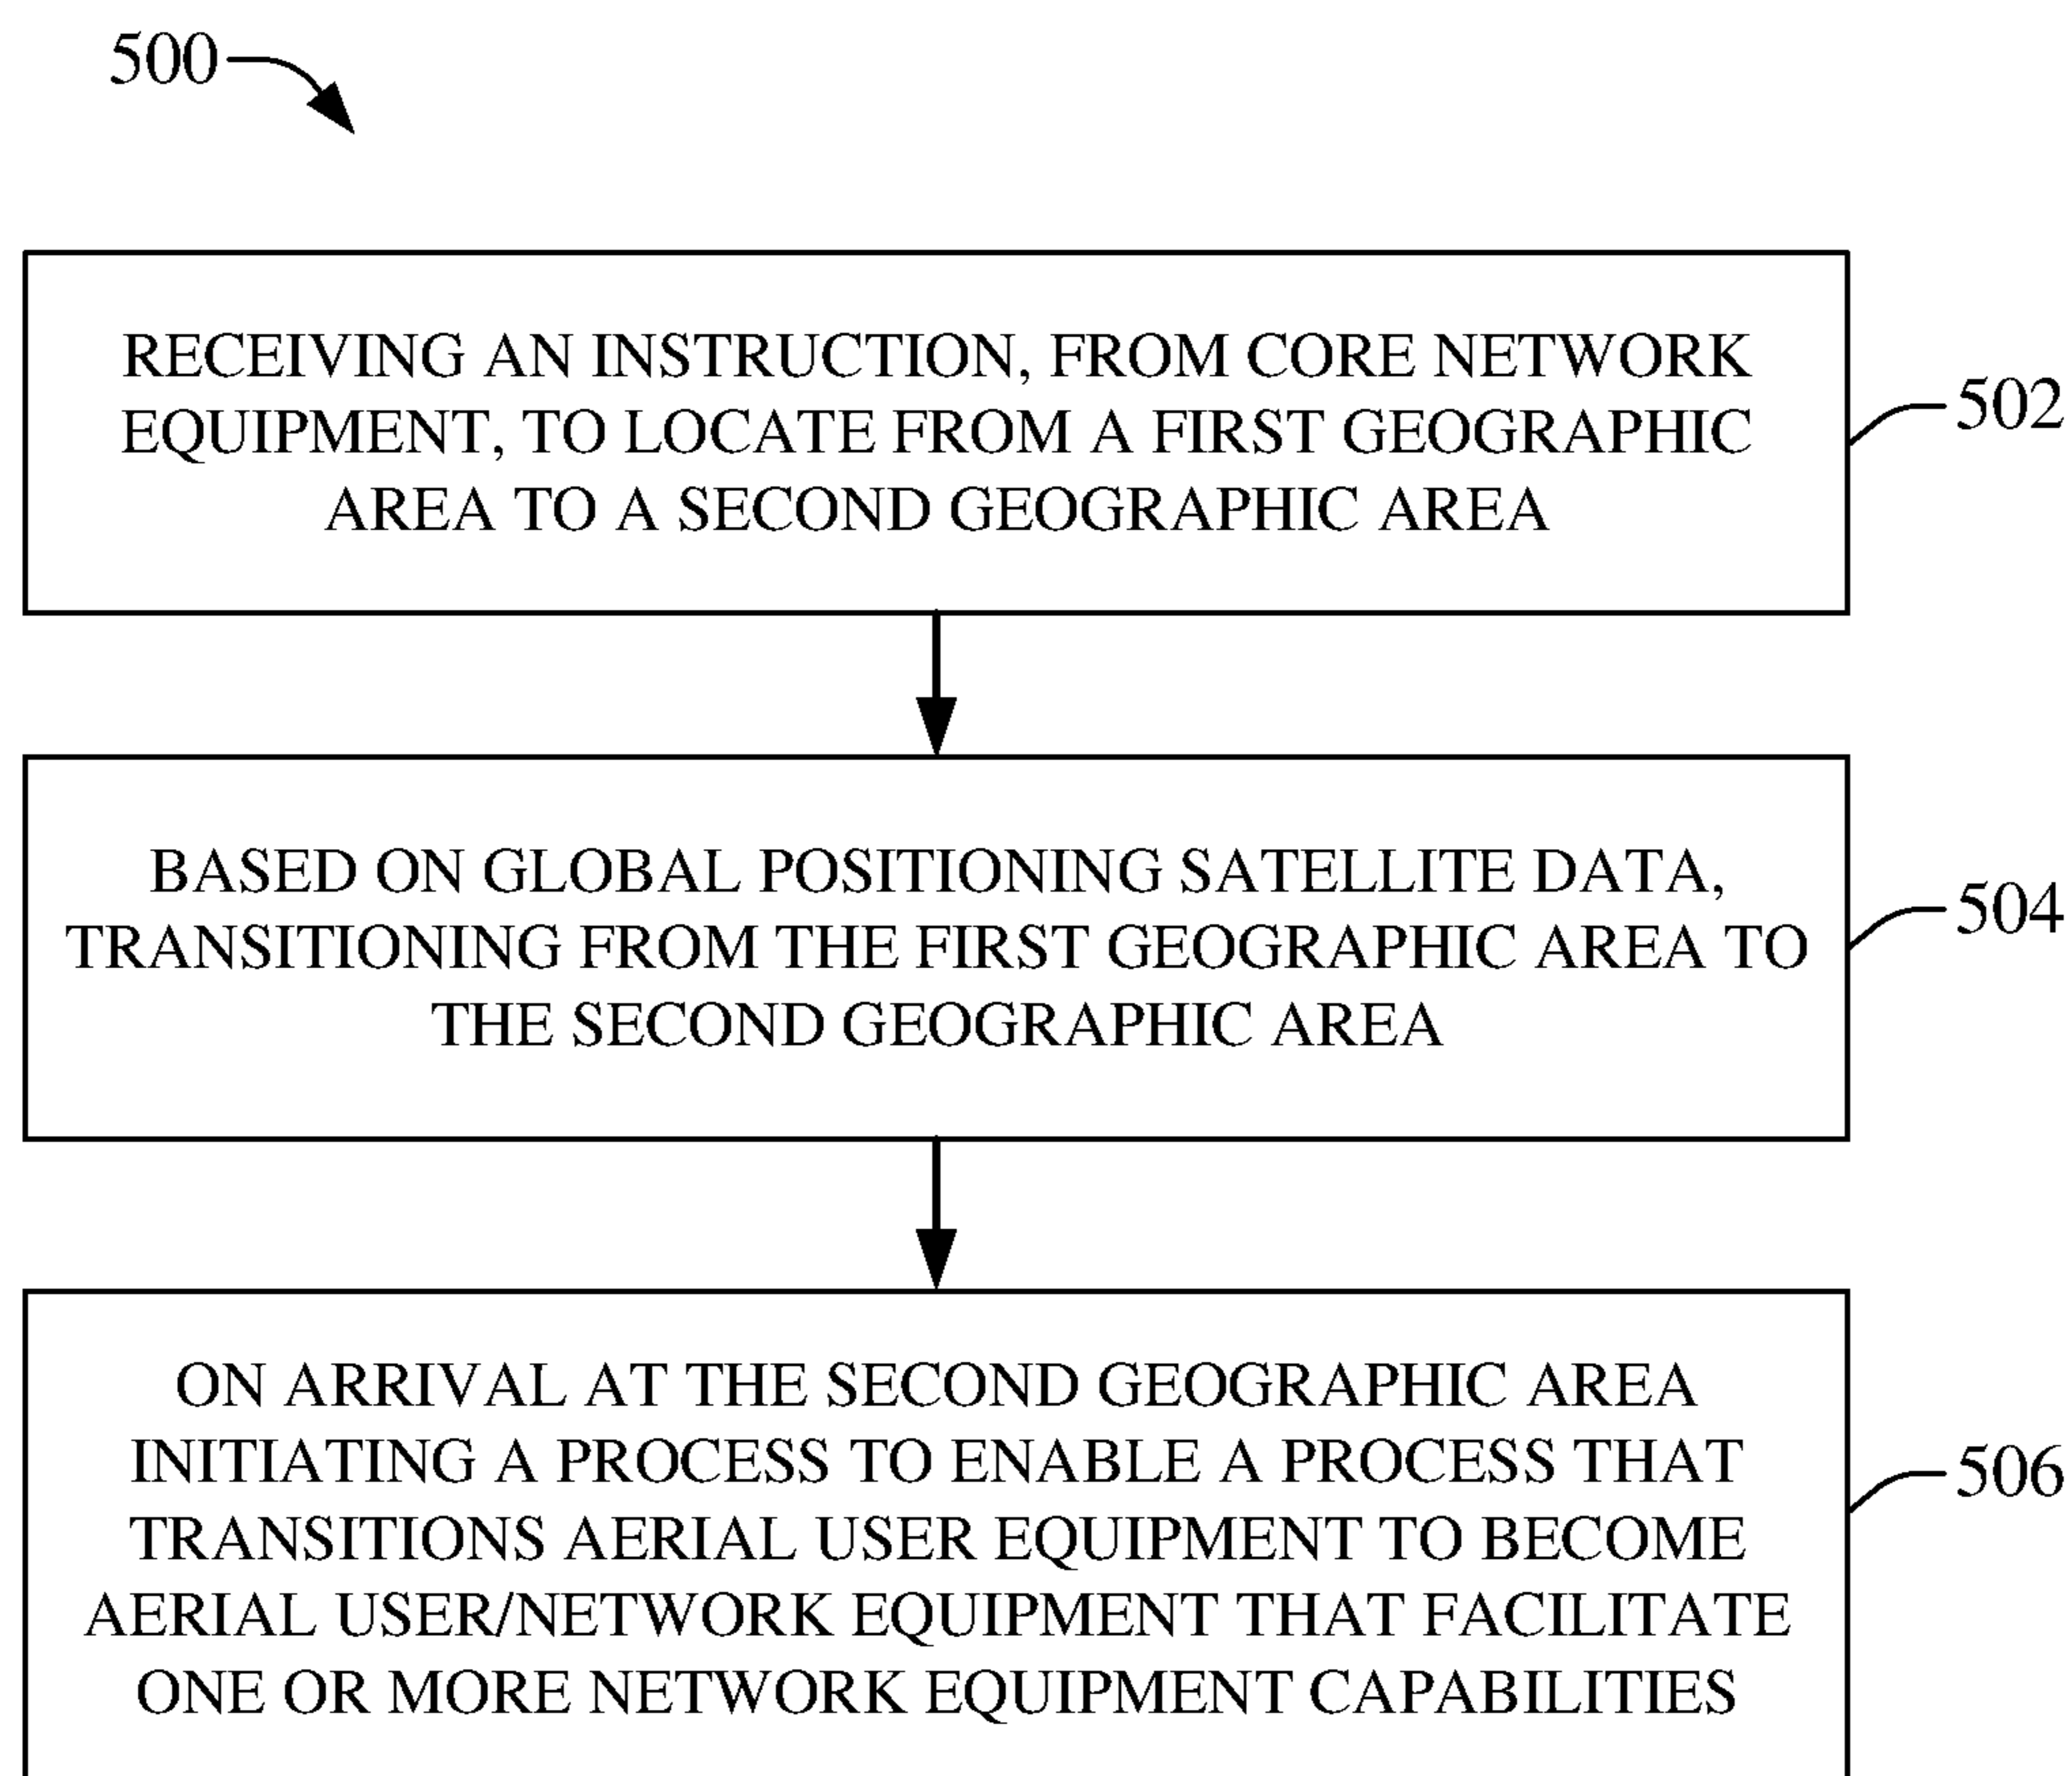 500
RECEIVING AN INSTRUCTION, FROM CORE NETWORK
EQUIPMENT, TO LOCATE FROM A FIRST GEOGRAPHIC
AREA TO A SECOND GEOGRAPHIC AREA
502
BASED ON GLOBAL POSITIONING SATELLITE DATA,
TRANSITIONING FROM THE FIRST GEOGRAPHIC AREA TO
THE SECOND GEOGRAPHIC AREA
504
ON ARRIVAL AT THE SECOND GEOGRAPHIC AREA
INITIATING A PROCESS TO ENABLE A PROCESS THAT
TRANSITIONS AERIAL USER EQUIPMENT TO BECOME
AERIAL USER/NETWORK EQUIPMENT THAT FACILITATE
ONE OR MORE NETWORK EQUIPMENT CAPABILITIES
506